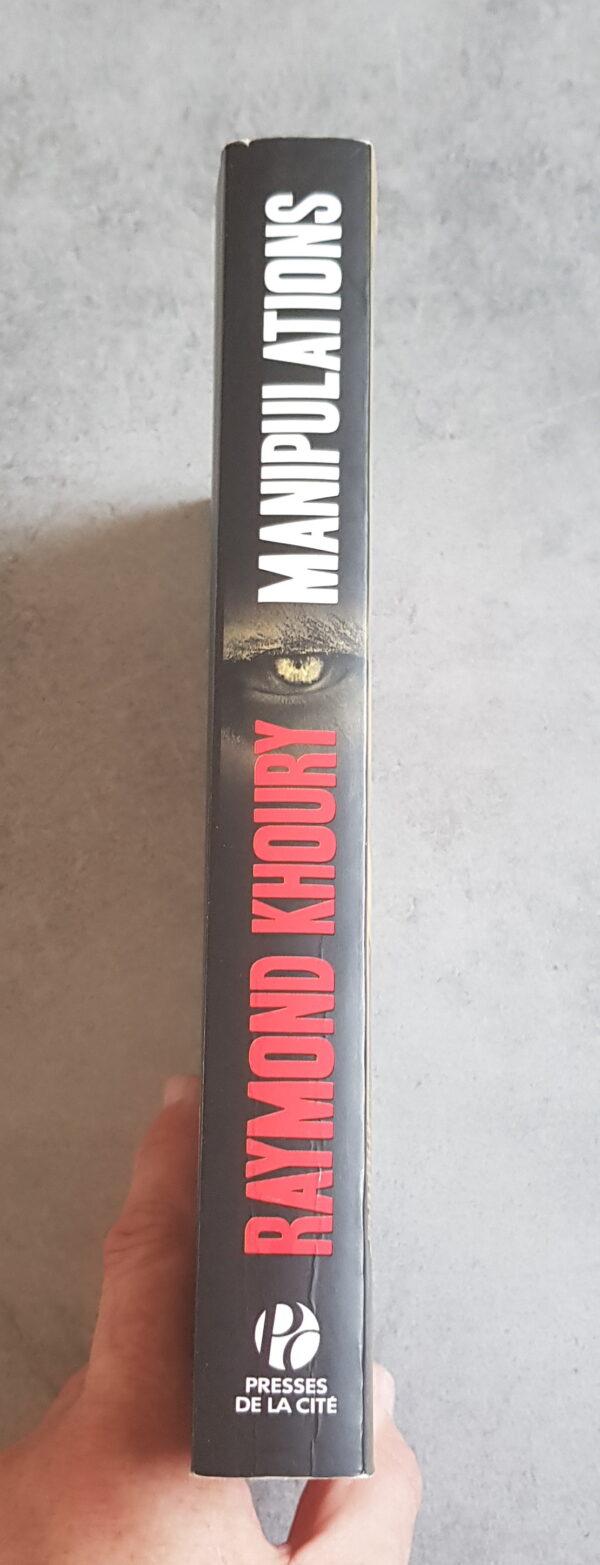 RAYMOND KHOURY
MANIPULATIONS
PC
PRESSES
DE LA CITÉ